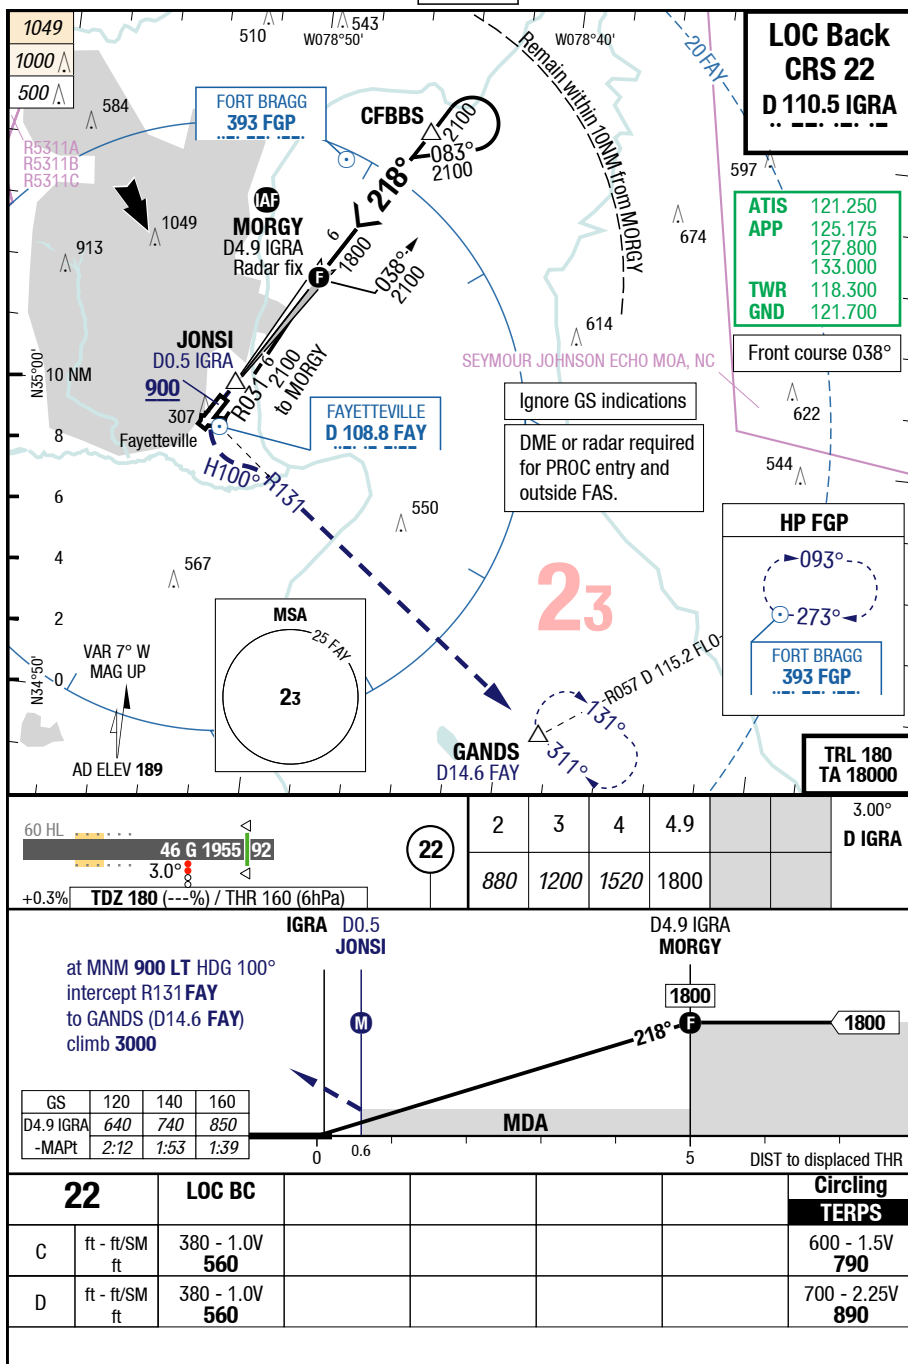 1049
1000
500
LOC Back
CRS 22
D 110.5 IGRA
510
543
W078°50'
W078°40'
Remain within 10NM from MORGY
20 FAY
584
R5311A
R5311B
R5311C
FORT BRAGG
393 FGP
CFBBS
2100
083°
2100
218°
597
ATIS 121.250
APP 125.175
127.800
133.000
TWR 118.300
GND 121.700
1049
913
IAF
MORGY
D4.9 IGRA
Radar fix
6
1800
F
038°
2100
674
614
Front course 038°
SEYMOUR JOHNSON ECHO MOA, NC
JONSI
D0.5 IGRA
N35°00'
10 NM
900
6
R031
2100
to MORGY
307
Fayetteville
FAYETTEVILLE
D 108.8 FAY
Ignore GS indications
DME or radar required
for PROC entry and
outside FAS.
622
544
8
H100°
R131
6
550
4
567
2
0
23
HP FGP
093°
273°
FORT BRAGG
393 FGP
MSA
25 FAY
23
VAR 7° W
MAG UP
N34°50'
AD ELEV 189
R057 D 115.2 FLO
131°
311°
GANDS
D14.6 FAY
TRL 180
TA 18000
60 HL
46 G 1955 92
3.0°
+0.3% TDZ 180 (---%) / THR 160 (6hPa)
22
2 3 4 4.9 3.00°
D IGRA
880 1200 1520 1800
IGRA D0.5
JONSI
D4.9 IGRA
MORGY
at MNM 900 LT HDG 100°
intercept R131 FAY
to GANDS (D14.6 FAY)
climb 3000
M
1800
218°
F
1800
GS 120 140 160
D4.9 IGRA 640 740 850
-MAPt 2:12 1:53 1:39
MDA
0 0.6 5 DIST to displaced THR
22 LOC BC Circling
TERPS
C ft - ft/SM 380 - 1.0V 600 - 1.5V
ft 560 790
D ft - ft/SM 380 - 1.0V 700 - 2.25V
ft 560 890